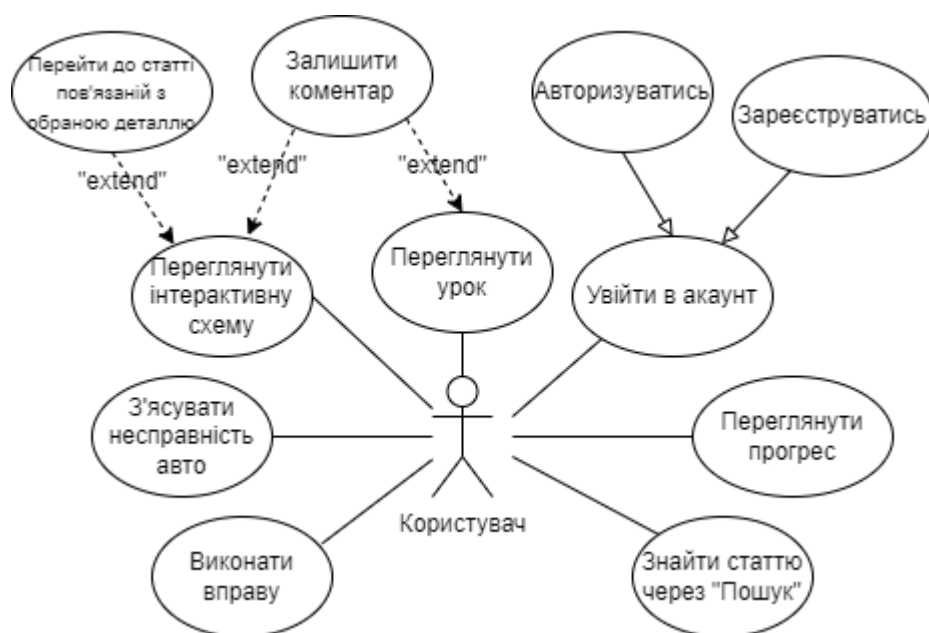 Перейти до статті
пов'язаній з
обраною деталлю
Залишити
коментар
Авторизуватись
Зареєструватись
"extend"
"extend"
"extend"
Переглянути
інтерактивну
схему
Переглянути
урок
Увійти в акаунт
З'ясувати
несправність
авто
Переглянути
прогрес
Користувач
Виконати
вправу
Знайти статтю
через "Пошук"